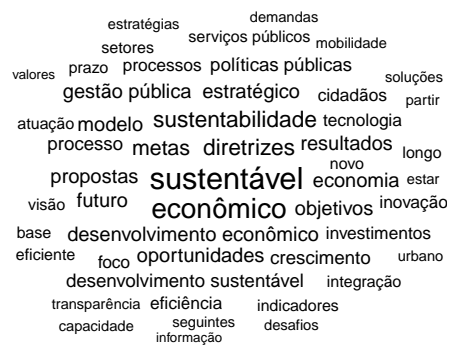 estratégias demandas
setores serviços públicos mobilidade
valores prazo processos políticas públicas soluções
gestão pública estratégico cidadãos partir
atuação modelo sustentabilidade tecnologia
processo metas diretrizes resultados longo
novo
propostas sustentável economia estar
visão futuro econômico objetivos inovação
base desenvolvimento econômico investimentos
eficiente foco oportunidades crescimento urbano
desenvolvimento sustentável integração
transparência eficiência indicadores
capacidade seguintes desafios
informação